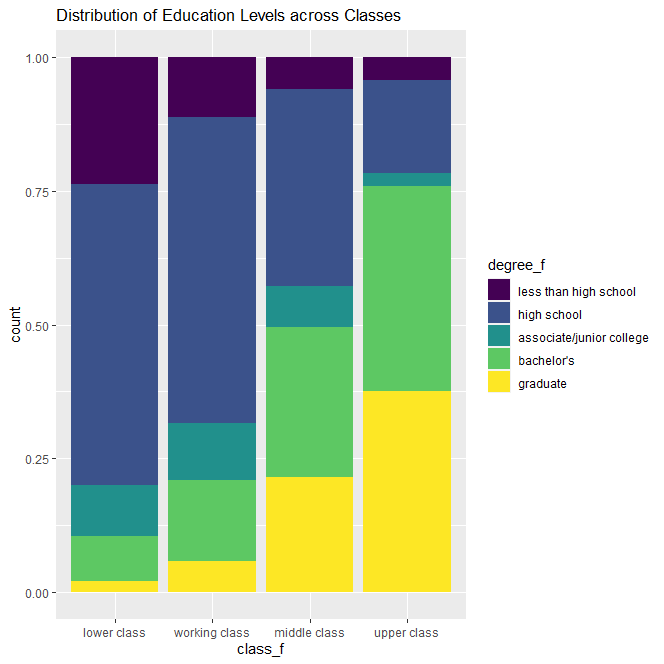 Distribution of Education Levels across Classes
1.00
0.75
0.50
0.25
0.00
count
lower class
working class
middle class
upper class
class_f
degree_f
less than high school
high school
associate/junior college
bachelor's
graduate